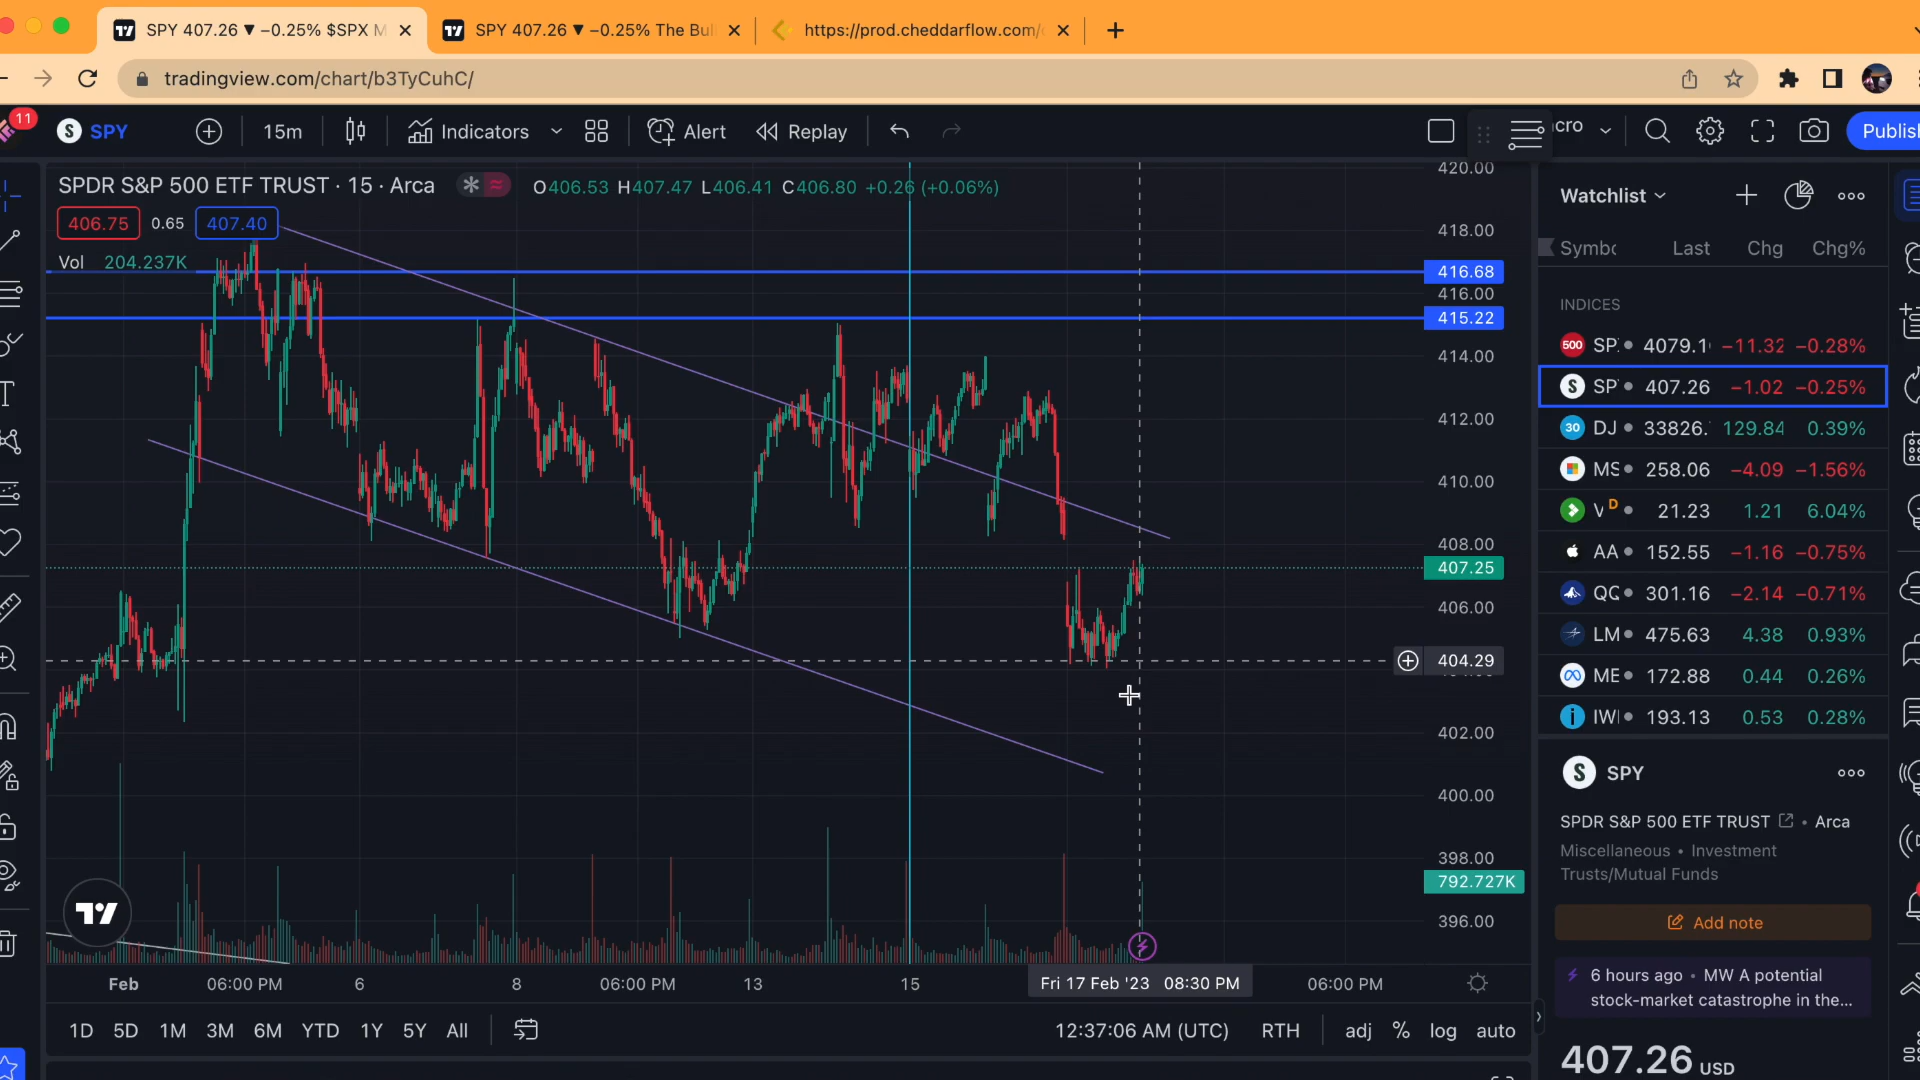 SPY 407.26 ▼ −0.25% $SPX M
SPY 407.26 ▼ −0.25% The Bul
https://prod.cheddarflow.com/
tradingview.com/chart/b3TyCuhC/
11
S SPY
15m
Indicators
Alert
Replay
cro
Publish
SPDR S&P 500 ETF TRUST · 15 · Arca
O406.53 H407.47 L406.41 C406.80 +0.26 (+0.06%)
406.75 0.65 407.40
Vol 204.237K
420.00
418.00
416.68
416.00
415.22
414.00
412.00
410.00
408.00
407.25
406.00
404.29
402.00
400.00
398.00
792.727K
396.00
Feb 06:00 PM 6 8 06:00 PM 13 15 Fri 17 Feb '23 08:30 PM 06:00 PM
1D 5D 1M 3M 6M YTD 1Y 5Y All
12:37:06 AM (UTC) RTH adj % log auto
Watchlist
Symbc Last Chg Chg%
INDICES
500 SP 4079.1 −11.32 −0.28%
S SP 407.26 −1.02 −0.25%
30 DJ 33826. 129.84 0.39%
MS 258.06 −4.09 −1.56%
V D 21.23 1.21 6.04%
AA 152.55 −1.16 −0.75%
QQ 301.16 −2.14 −0.71%
LM 475.63 4.38 0.93%
ME 172.88 0.44 0.26%
IWI 193.13 0.53 0.28%
S SPY
SPDR S&P 500 ETF TRUST • Arca
Miscellaneous • Investment
Trusts/Mutual Funds
Add note
6 hours ago • MW A potential
stock-market catastrophe in the...
407.26 USD